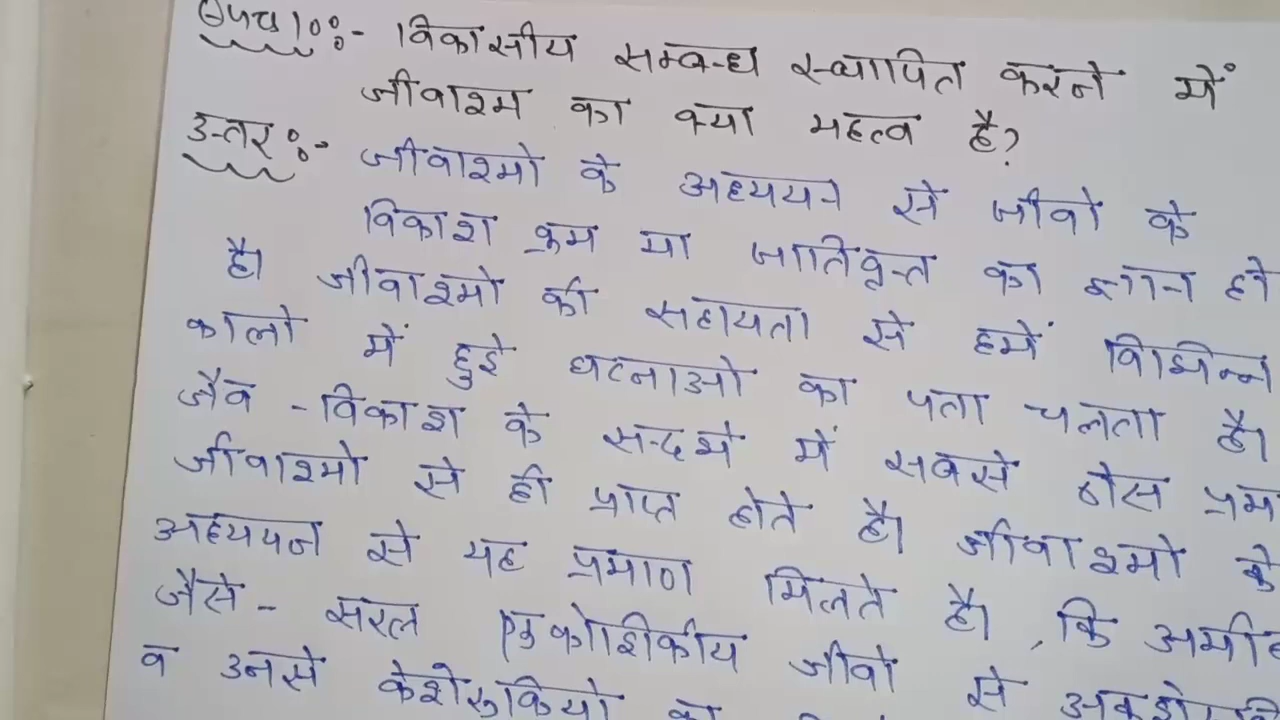 प्रश्न 10:- विकासीय सम्बन्ध स्थापित करने में
जीवाश्म का क्या महत्व है?
उत्तर:- जीवाश्मो के अध्ययन से जीवो के
विकाश क्रम या जातिवृन्त का ज्ञान हो
है। जीवाश्मो की सहायता से हमें विभिन्न
कालो में हुई घटनाओ का पता चलता है।
जैव-विकाश के सन्दर्भ में सबसे ठोस प्रम
जीवाश्मो से ही प्राप्त होते है। जीवाश्मो के
अध्ययन से यह प्रमाण मिलते है, कि अमीब
जैसे- सरल एककोशिकीय जीवो से
व उनसे केशेरूकियो का